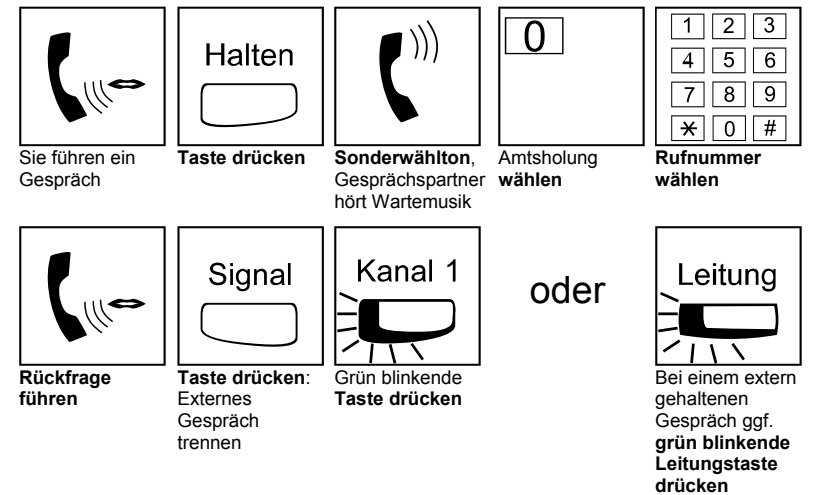 Halten
0
1 2 3
4 5 6
7 8 9
* 0 #
Sie führen ein
Gespräch
Taste drücken
Sonderwählton,
Gesprächspartner
hört Wartemusik
Amtsholung
wählen
Rufnummer
wählen
Signal
Kanal 1
oder
Leitung
Rückfrage
führen
Taste drücken:
Externes
Gespräch
trennen
Grün blinkende
Taste drücken
Bei einem extern
gehaltenen
Gespräch ggf.
grün blinkende
Leitungstaste
drücken